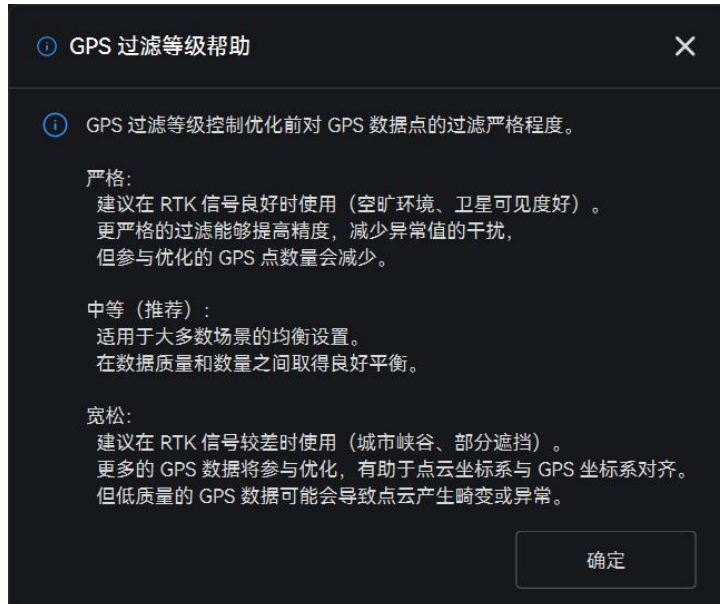 GPS 过滤等级帮助
GPS 过滤等级控制优化前对 GPS 数据点的过滤严格程度。
严格:
建议在 RTK 信号良好时使用（空旷环境、卫星可见度好）。
更严格的过滤能够提高精度，减少异常值的干扰，
但参与优化的 GPS 点数量会减少。
中等（推荐）:
适用于大多数场景的均衡设置。
在数据质量和数量之间取得良好平衡。
宽松:
建议在 RTK 信号较差时使用（城市峡谷、部分遮挡）。
更多的 GPS 数据将参与优化，有助于点云坐标系与 GPS 坐标系对齐。
但低质量的 GPS 数据可能会导致点云产生畸变或异常。
确定